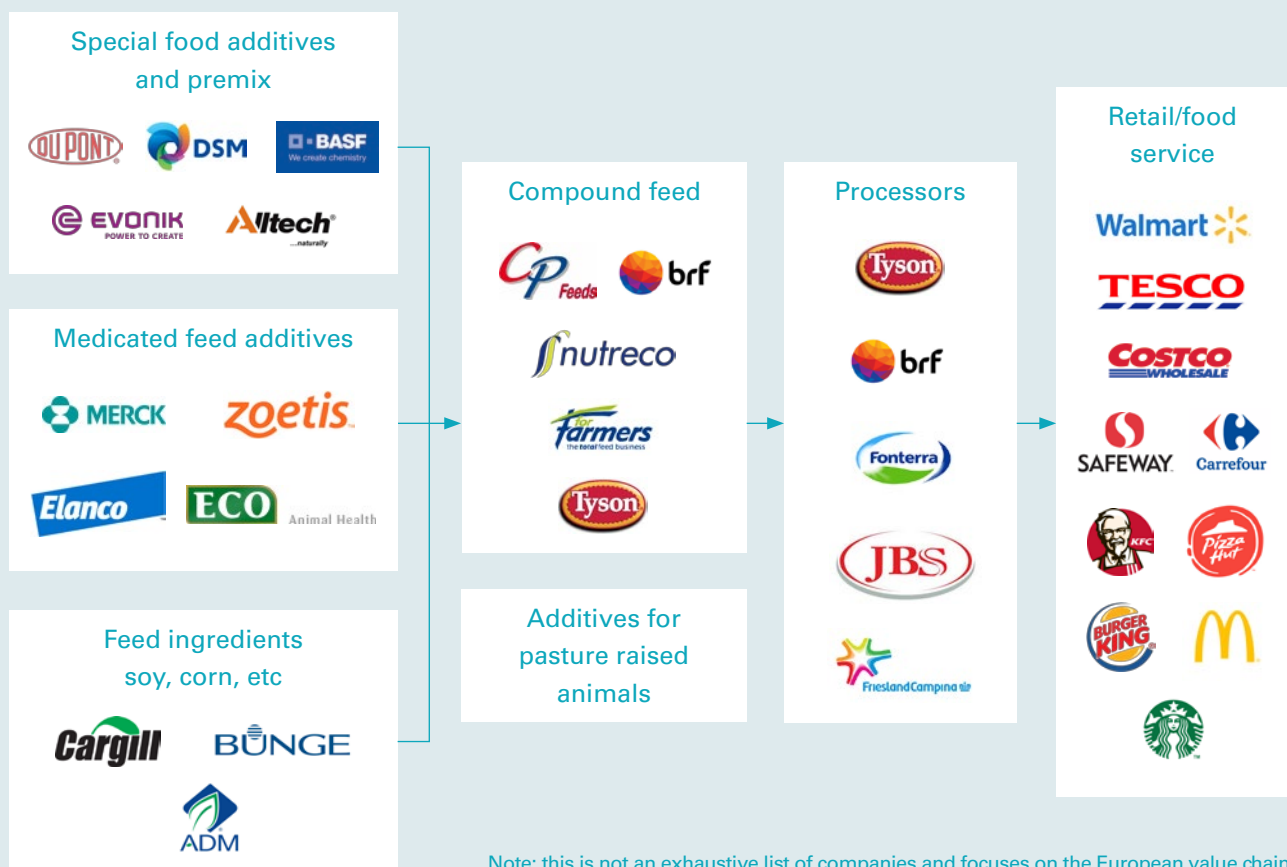 Special food additives
and premix
DU PONT
DSM
BASF
We create chemistry
EVONIK
POWER TO CREATE
Alltech
...naturally
Medicated feed additives
MERCK
zoetis
Elanco
ECO
Animal Health
Feed ingredients
soy, corn, etc
Cargill
BUNGE
ADM
Compound feed
CP
Feeds
brf
nutreco
for
farmers
the total feed business
Tyson
Additives for
pasture raised
animals
Processors
Tyson
brf
Fonterra
JBS
FrieslandCampina
Retail/food
service
Walmart
TESCO
COSTCO
WHOLESALE
SAFEWAY
Carrefour
KFC
Pizza
Hut
BURGER
KING
Note: this is not an exhaustive list of companies and focuses on the European value chain